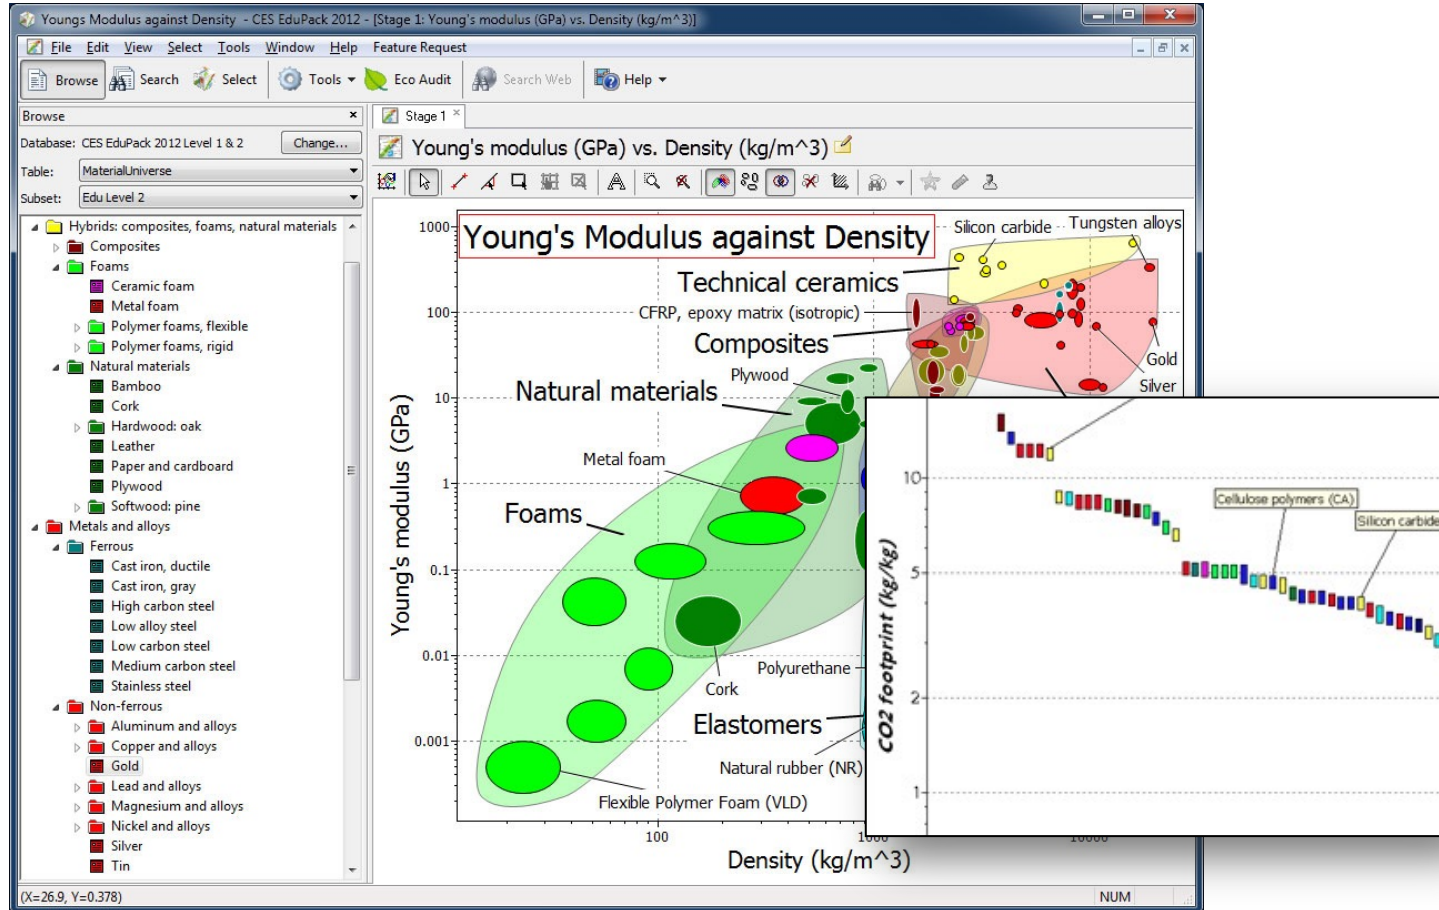 Youngs Modulus against Density - CES EduPack 2012 - [Stage 1: Young's modulus (GPa) vs. Density (kg/m^3)]
File Edit View Select Tools Window Help Feature Request
Browse Search Select Tools Eco Audit Search Web Help
Browse
Database: CES EduPack 2012 Level 1 & 2 Change...
Table: MaterialUniverse
Subset: Edu Level 2
Hybrids: composites, foams, natural materials
Composites
Foams
Ceramic foam
Metal foam
Polymer foams, flexible
Polymer foams, rigid
Natural materials
Bamboo
Cork
Hardwood: oak
Leather
Paper and cardboard
Plywood
Softwood: pine
Metals and alloys
Ferrous
Cast iron, ductile
Cast iron, gray
High carbon steel
Low alloy steel
Low carbon steel
Medium carbon steel
Stainless steel
Non-ferrous
Aluminum and alloys
Copper and alloys
Gold
Lead and alloys
Magnesium and alloys
Nickel and alloys
Silver
Tin
Stage 1
Young's modulus (GPa) vs. Density (kg/m^3)
Young's Modulus against Density
Silicon carbide
Tungsten alloys
Technical ceramics
CFRP, epoxy matrix (isotropic)
Composites
Gold
Silver
Plywood
Natural materials
Metal foam
Foams
Cork
Polyurethane
Elastomers
Natural rubber (NR)
Flexible Polymer Foam (VLD)
1000
100
10
1
0.1
0.01
0.001
Young's modulus (GPa)
100
1000
10000
Density (kg/m^3)
CO2 footprint (kg/kg)
10
5
2
1
Cellulose polymers (CA)
Silicon carbide
(X=26.9, Y=0.378)
NUM